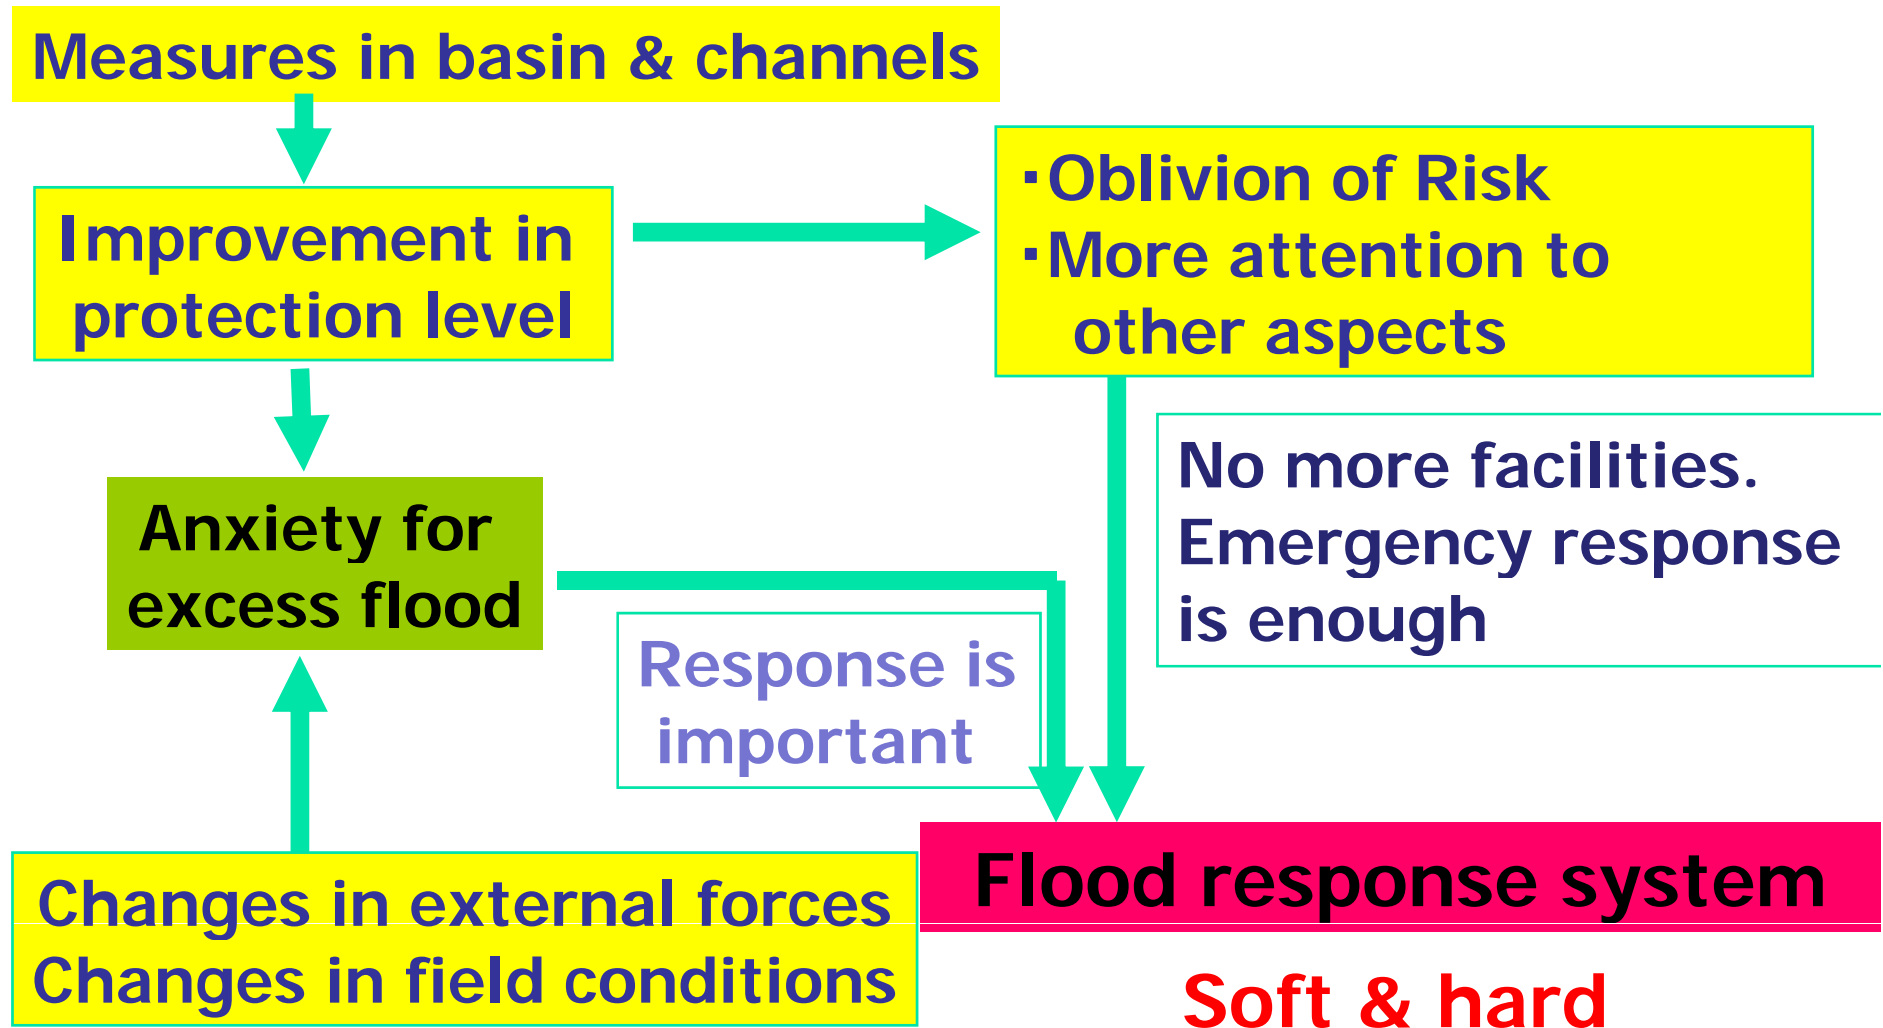 Measures in basin & channels
Improvement in
protection level
・Oblivion of Risk
・More attention to
other aspects
Anxiety for
excess flood
No more facilities.
Emergency response
is enough
Response is
important
Changes in external forces
Changes in field conditions
Flood response system
Soft & hard